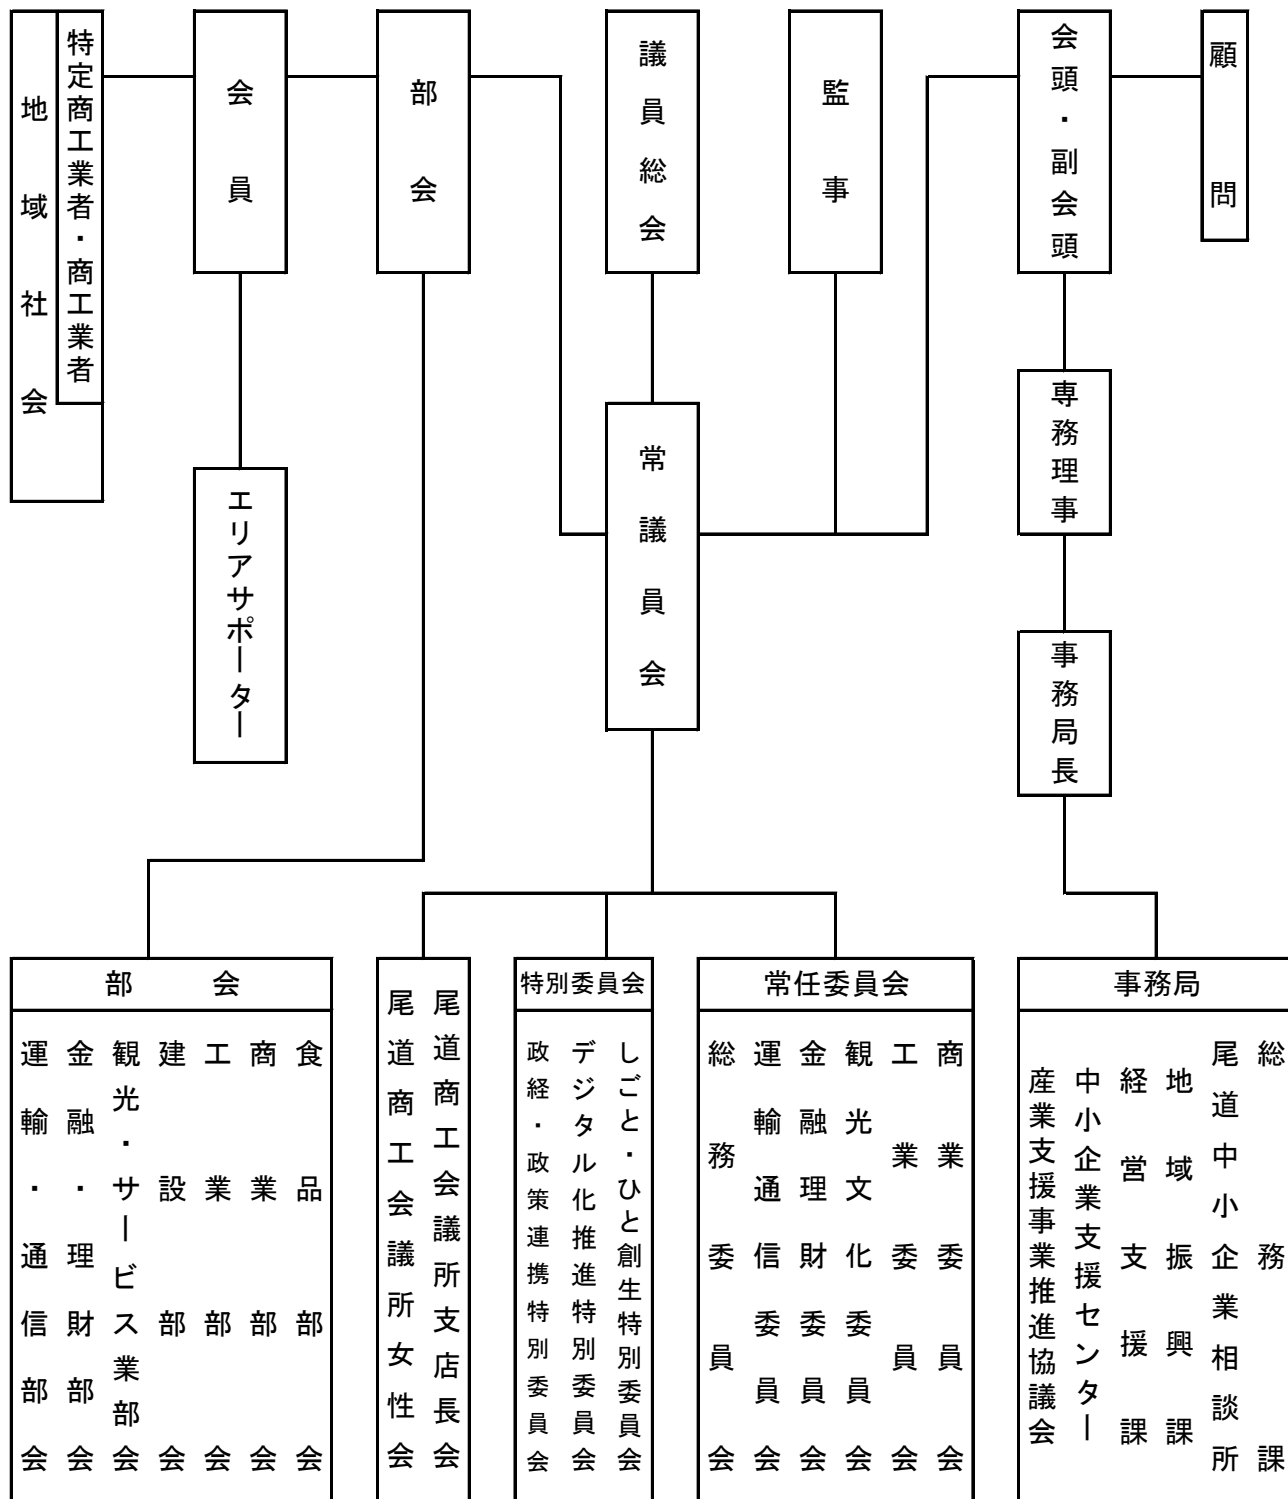 顧問
会頭・副会頭
監事
議員総会
部会
会員
特定商工業者・商工業者
地域社会
専務理事
常議員会
エリアサポーター
事務局長
部会
食品部会
商業部会
工業部会
建設部会
観光・サービス業部会
金融・理財部会
運輸・通信部会
尾道商工会議所支店長会
尾道商工会議所女性会
特別委員会
しごと・ひと創生特別委員会
デジタル化推進特別委員会
政経・政策連携特別委員会
常任委員会
商業委員会
工業委員会
観光文化委員会
金融理財委員会
運輸通信委員会
総務委員会
事務局
総務課
尾道中小企業相談所
地域振興課
経営支援課
中小企業支援センター
産業支援事業推進協議会